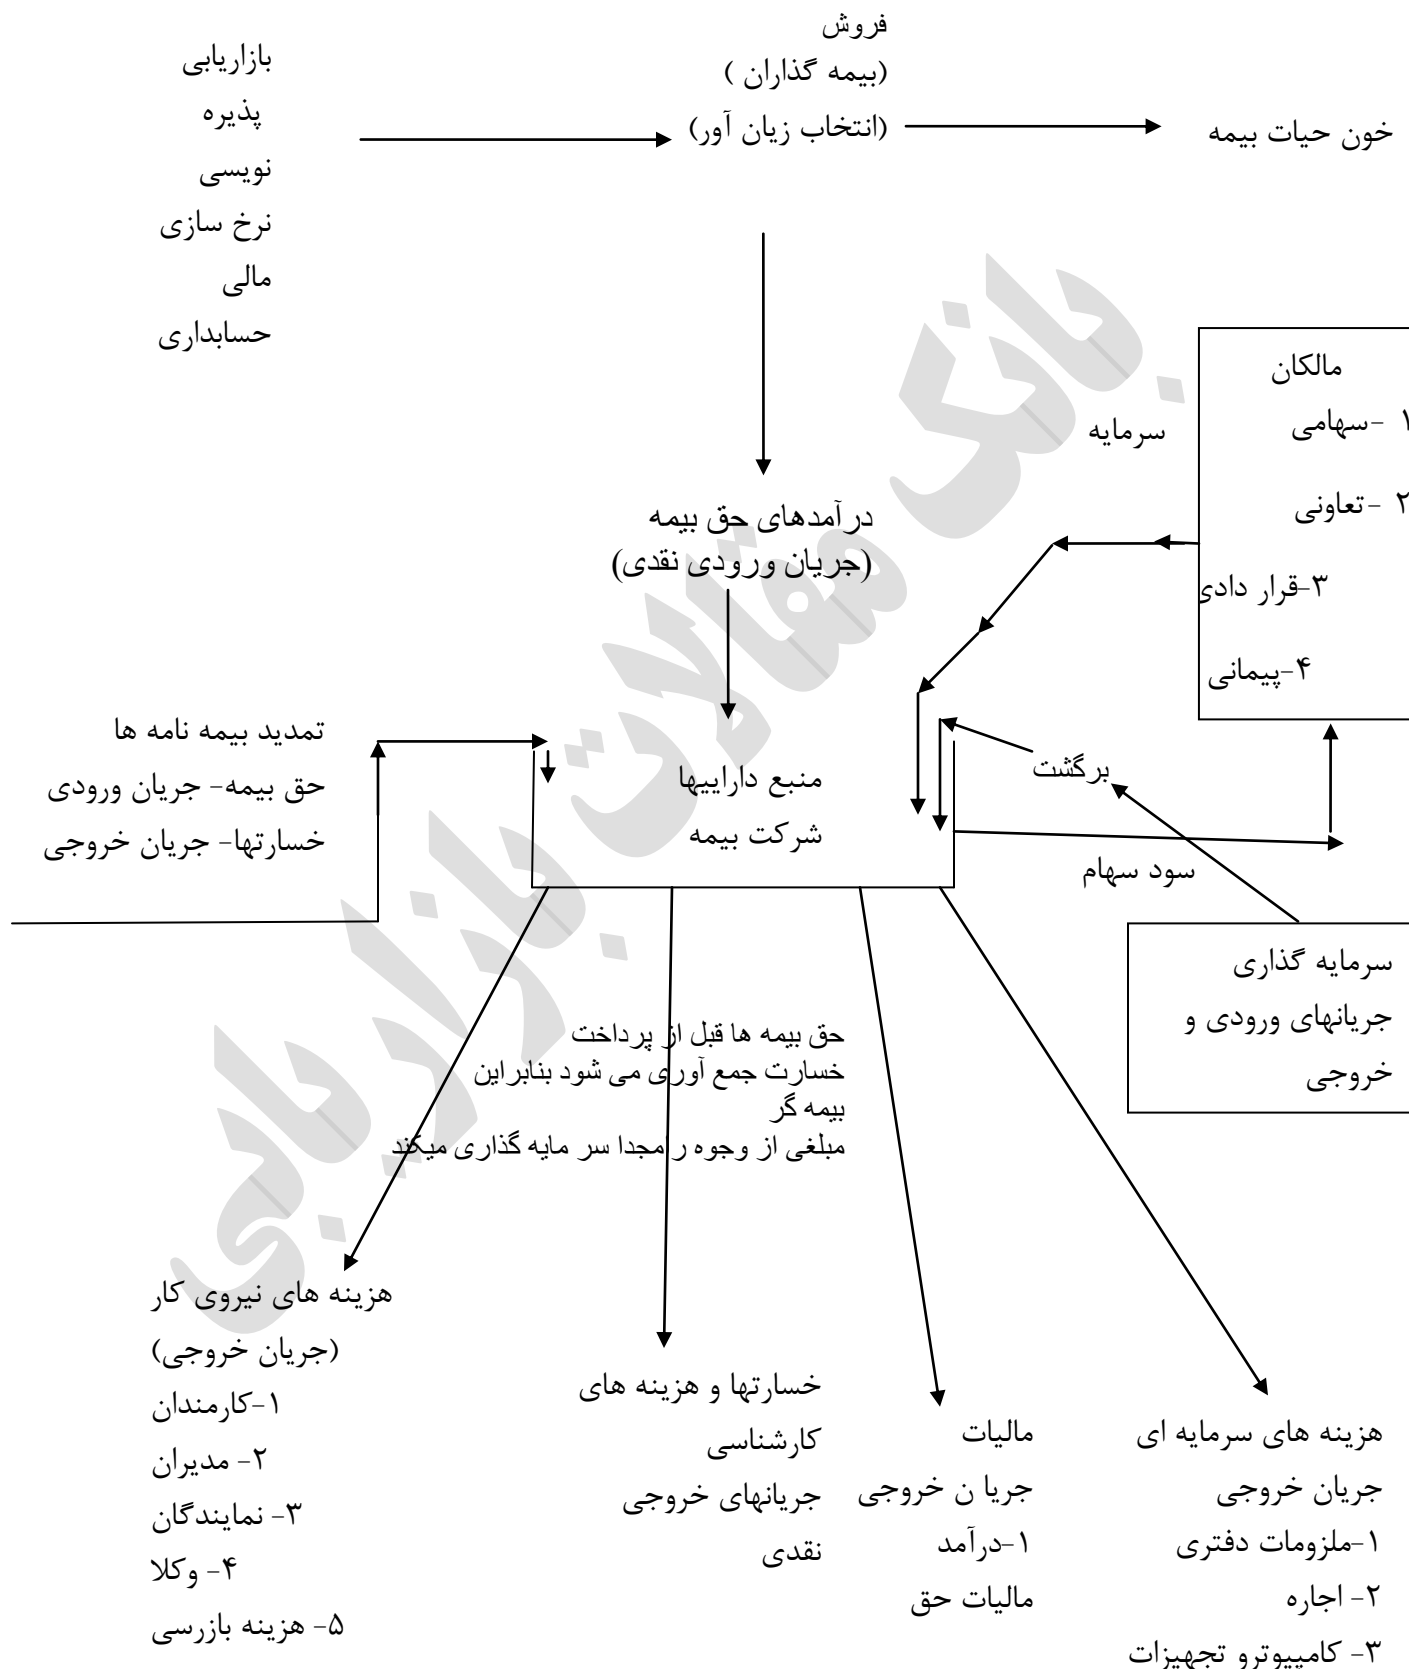 فروش
(بیمه گذاران )
(انتخاب زیان آور)
خون حیات بیمه
بازاریابی
پذیره
نویسی
نرخ سازی
مالی
حسابداری
مالکان
۱ -سهامی
۲ -تعاونی
۳-قرار دادی
۴-پیمانی
سرمایه
درآمدهای حق بیمه
(جریان ورودی نقدی)
تمدید بیمه نامه ها
حق بیمه- جریان ورودی
خسارتها- جریان خروجی
منبع داراییها
شرکت بیمه
برگشت
سود سهام
سرمایه گذاری
جریانهای ورودی و
خروجی
حق بیمه ها قبل از پرداخت
خسارت جمع آوری می شود بنابراین
بیمه گر
مبلغی از وجوه را مجدا سر مایه گذاری میکند
هزینه های نیروی کار
(جریان خروجی)
۱-کارمندان
۲- مدیران
۳- نمایندگان
۴- وکلا
۵- هزینه بازرسی
خسارتها و هزینه های
کارشناسی
جریانهای خروجی
نقدی
مالیات
جریا ن خروجی
۱-درآمد
مالیات حق
هزینه های سرمایه ای
جریان خروجی
۱-ملزومات دفتری
۲- اجاره
۳- کامپیوترو تجهیزات
بانک مقالات بازاریابی